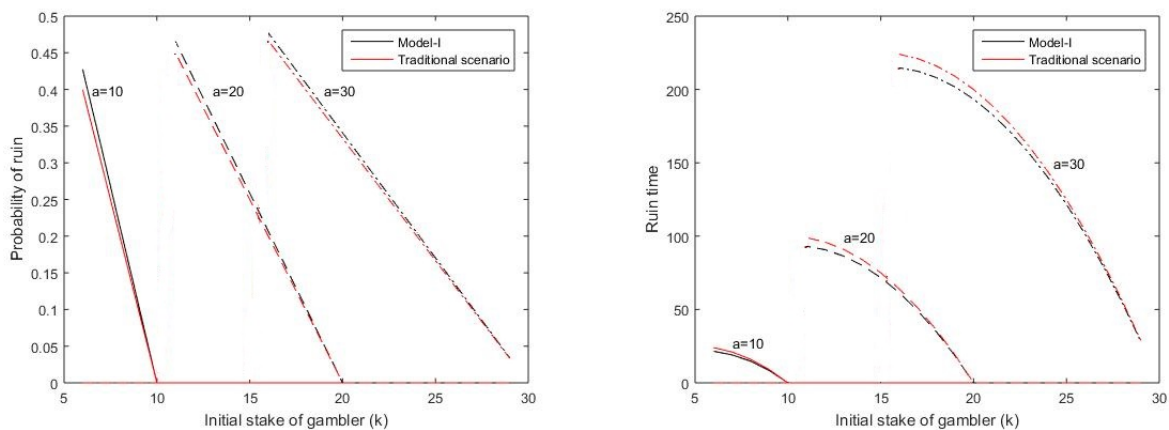 Probability of ruin
0.5
0.45
0.4
0.35
0.3
0.25
0.2
0.15
0.1
0.05
0
5
10
15
20
25
30
Initial stake of gambler (k)
Model-I
Traditional scenario
a=10
a=20
a=30
Ruin time
250
200
150
100
50
0
5
10
15
20
25
30
Initial stake of gambler (k)
Model-I
Traditional scenario
a=10
a=20
a=30